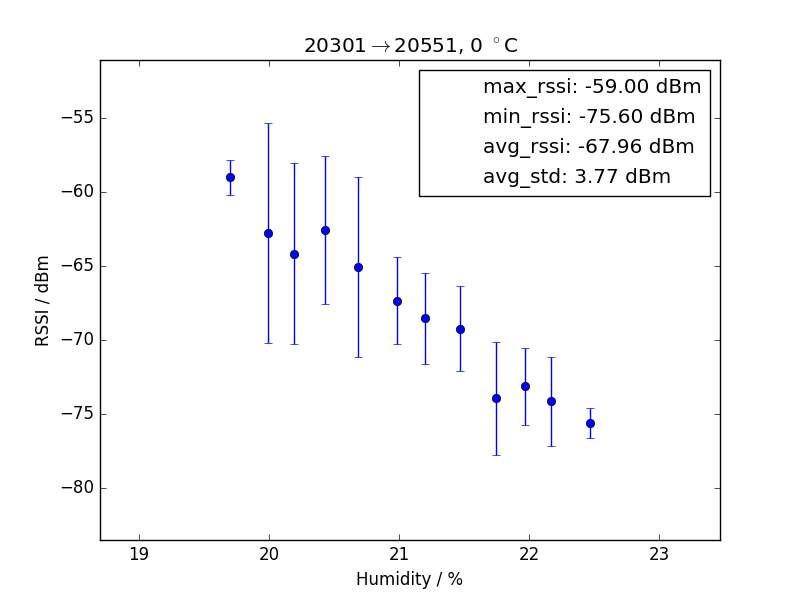 20301→20551, 0 °C
max_rssi: -59.00 dBm
min_rssi: -75.60 dBm
avg_rssi: -67.96 dBm
avg_std: 3.77 dBm
RSSI / dBm
−55
−60
−65
−70
−75
−80
19 20 21 22 23
Humidity / %